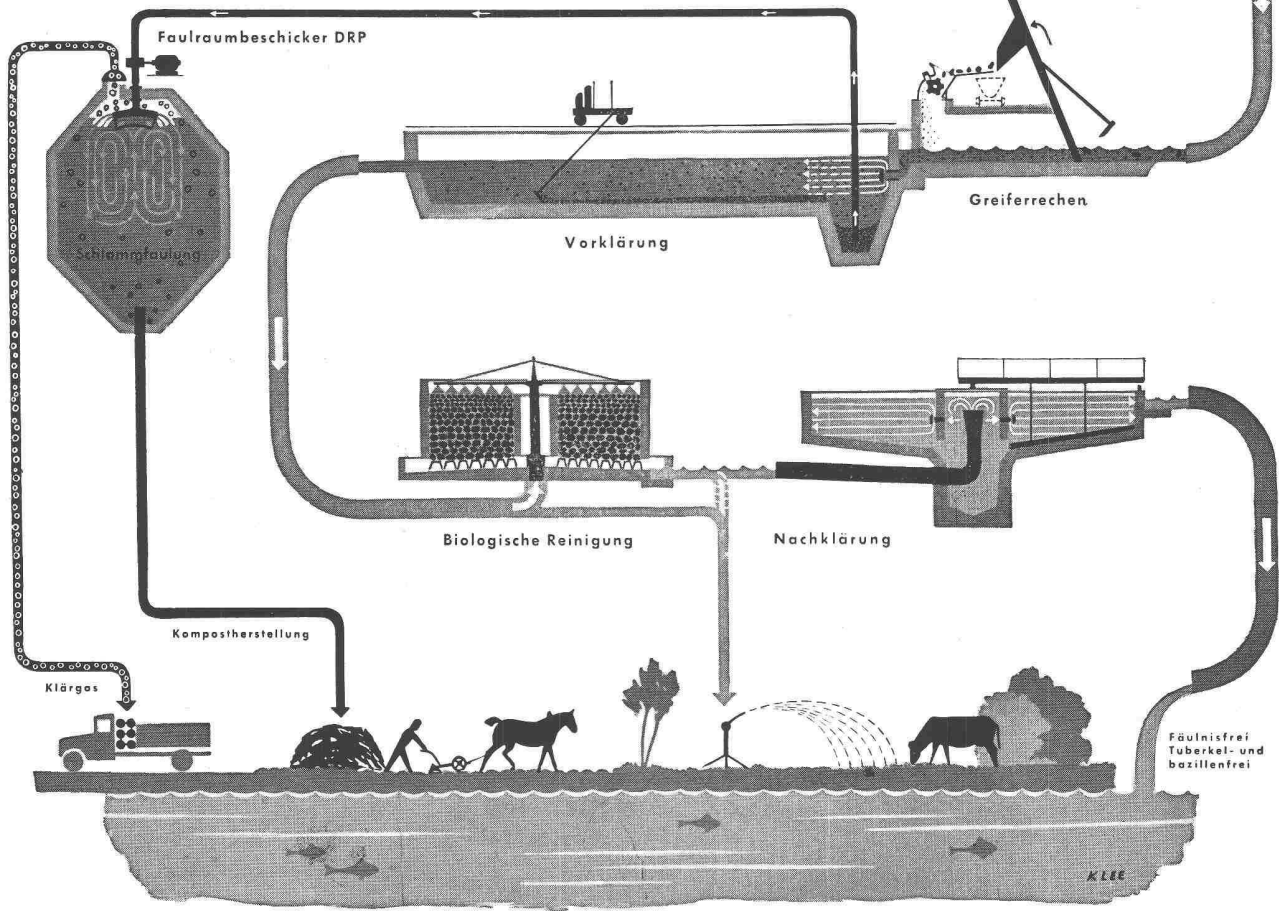 Faulraumbeschicker DRP
Greiferrechen
Vorklärung
Schlammfaulung
Biologische Reinigung
Nachklärung
Kompostherstellung
Klärgas
Fäulnisfrei
Tuberkel- und
bazillenfrei
KLEE